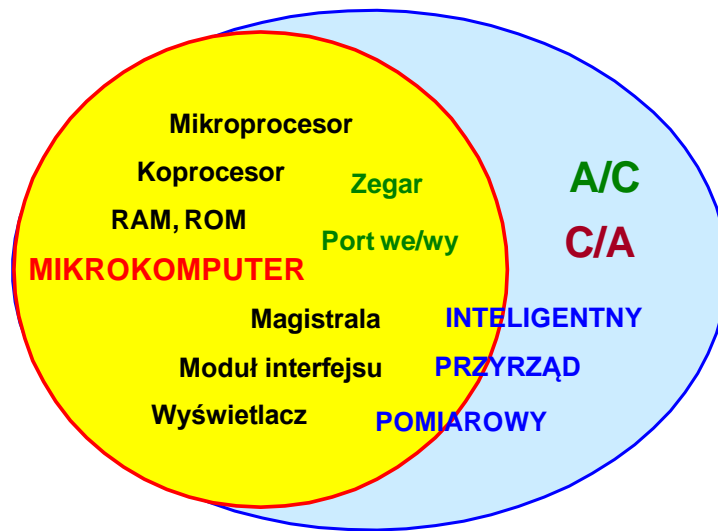 Mikroprocesor
Koprocesor
Zegar
A/C
RAM, ROM
Port we/wy
C/A
MIKROKOMPUTER
Magistrala
INTELIGENTNY
Moduł interfejsu
PRZYRZĄD
Wyświetlacz
POMIAROWY